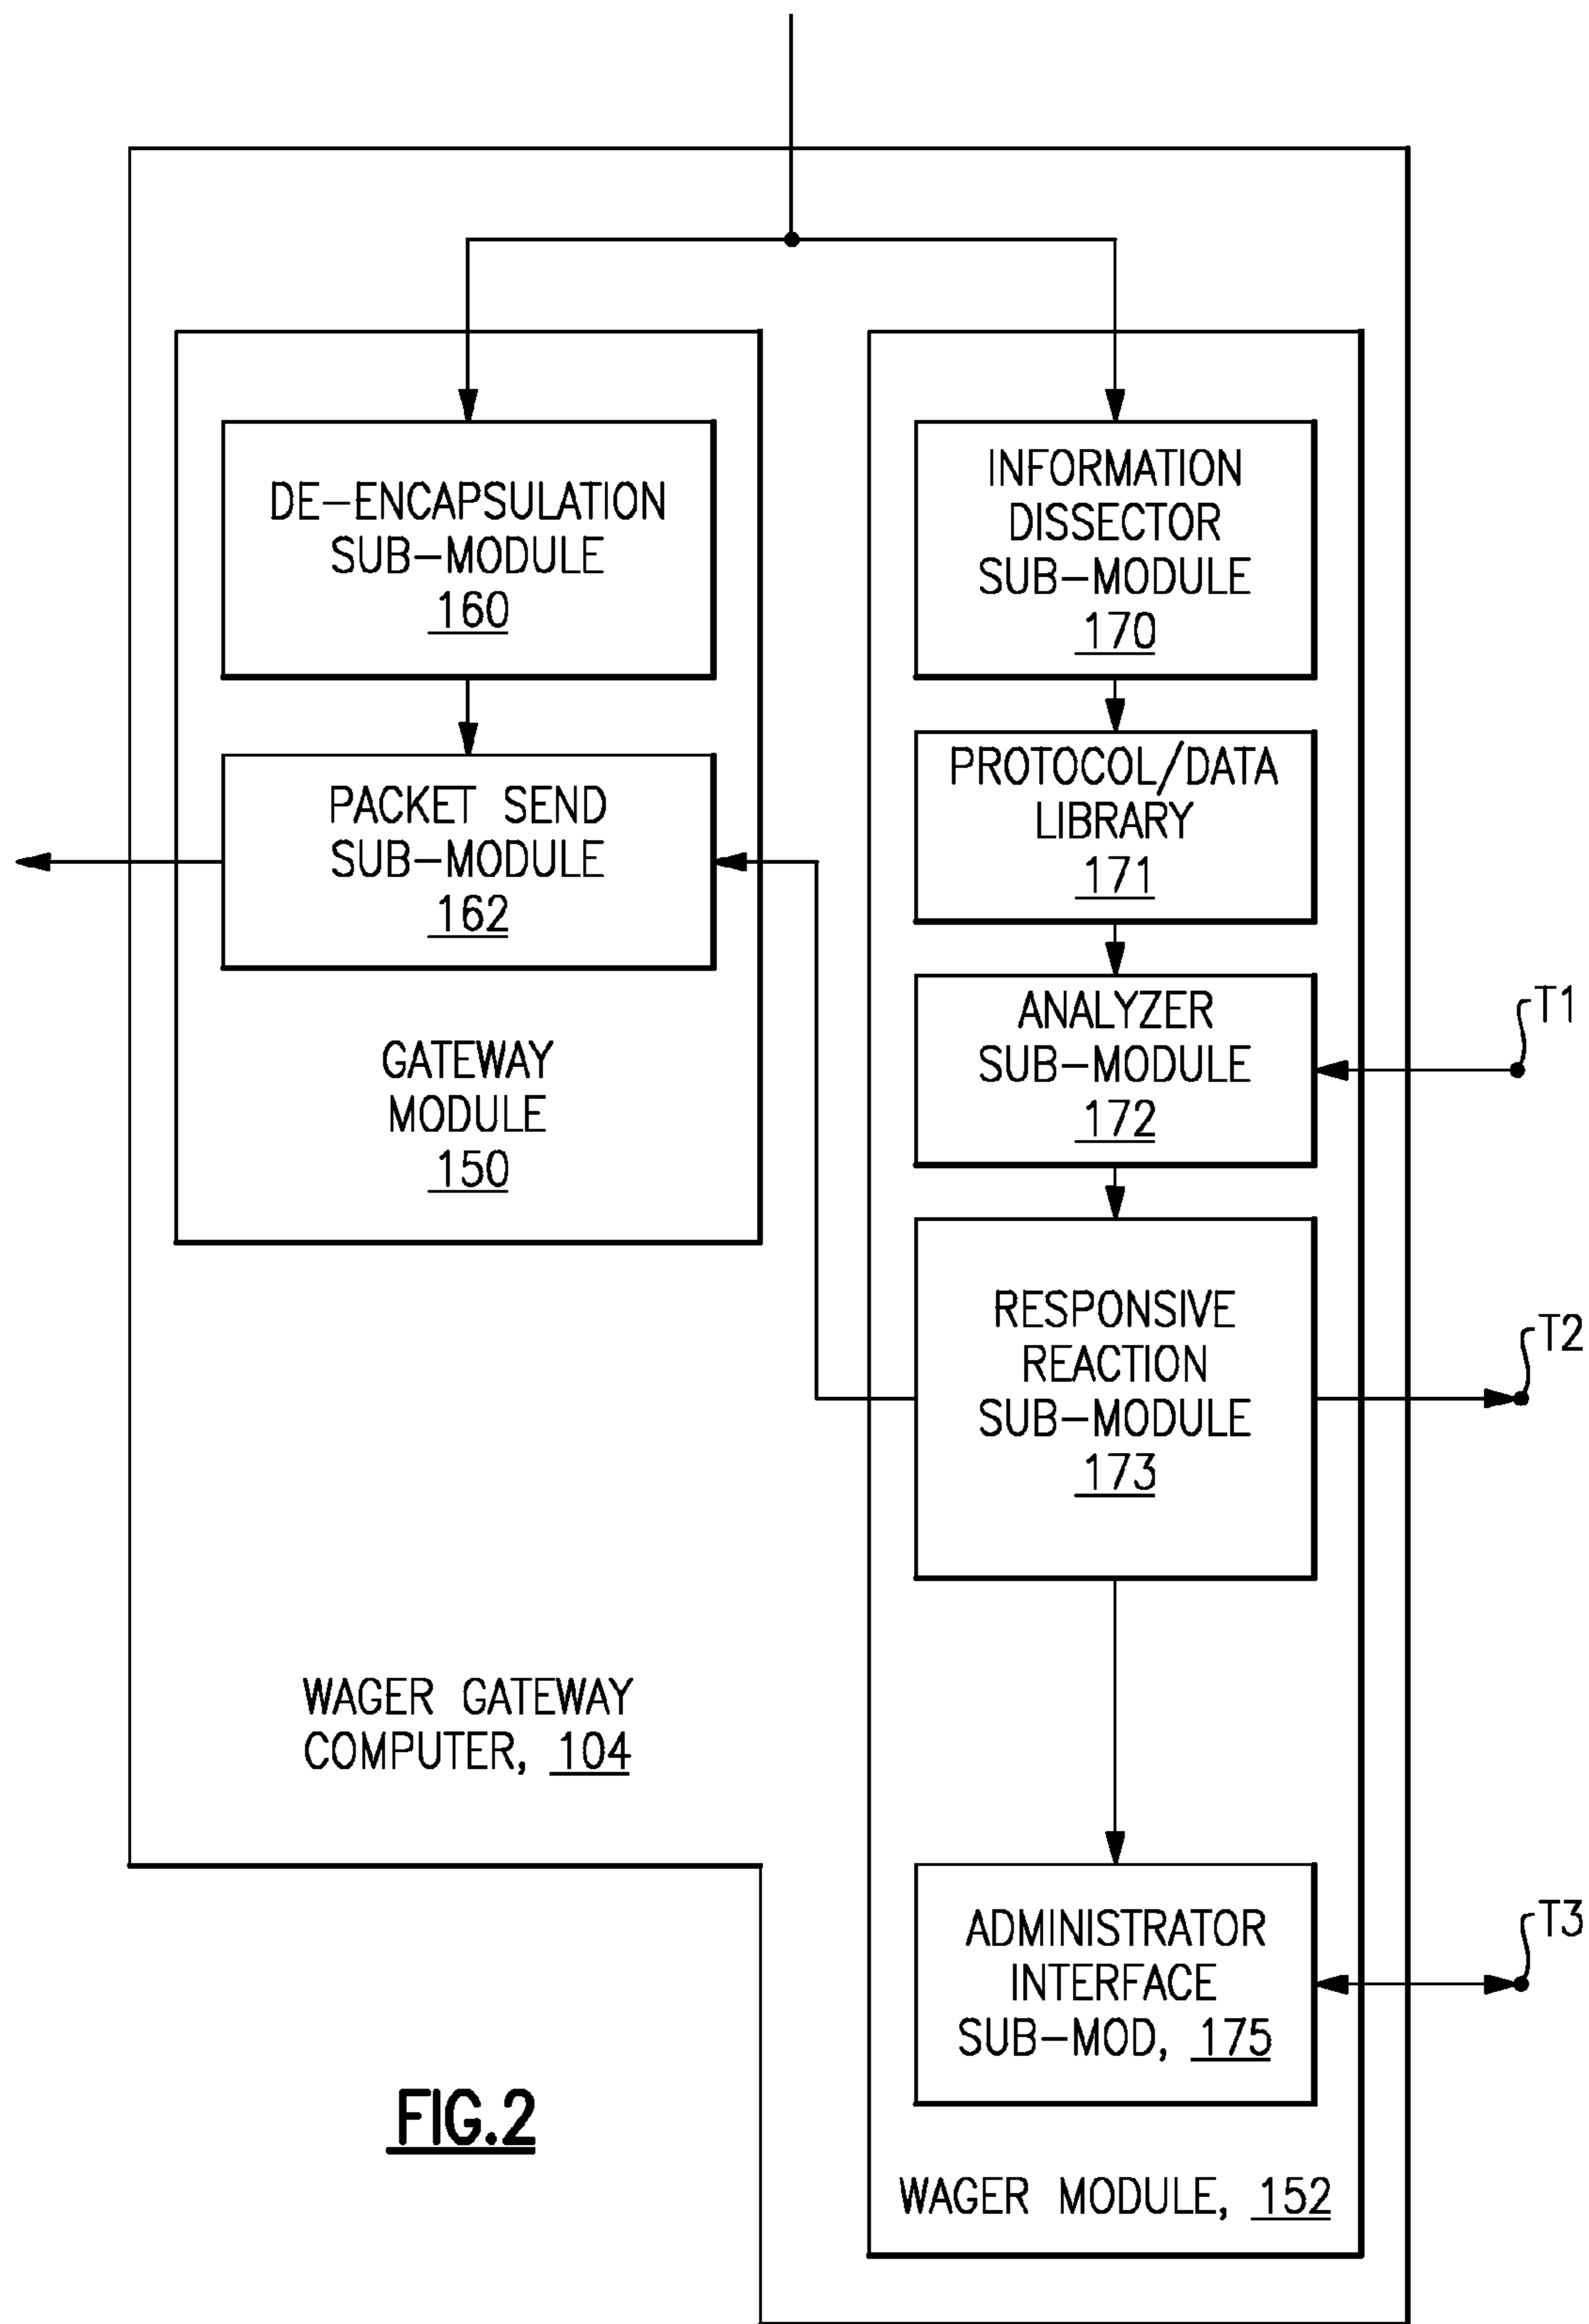 DE-ENCAPSULATION
SUB-MODULE
160
PACKET SEND
SUB-MODULE
162
GATEWAY
MODULE
150
INFORMATION
DISSECTOR
SUB-MODULE
170
PROTOCOL/DATA
LIBRARY
171
ANALYZER
SUB-MODULE
172
T1
RESPONSIVE
REACTION
SUB-MODULE
173
T2
WAGER GATEWAY
COMPUTER, 104
ADMINISTRATOR
INTERFACE
SUB-MOD, 175
T3
WAGER MODULE, 152
FIG.2